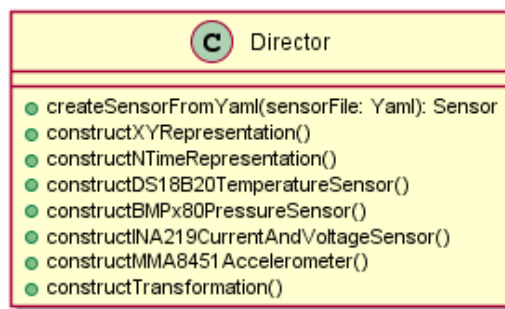 C Director
createSensorFromYaml(sensorFile: Yaml): Sensor
constructXYRepresentation()
constructNTimeRepresentation()
constructDS18B20TemperatureSensor()
constructBMPx80PressureSensor()
constructINA219CurrentAndVoltageSensor()
constructMMA8451Accelerometer()
constructTransformation()